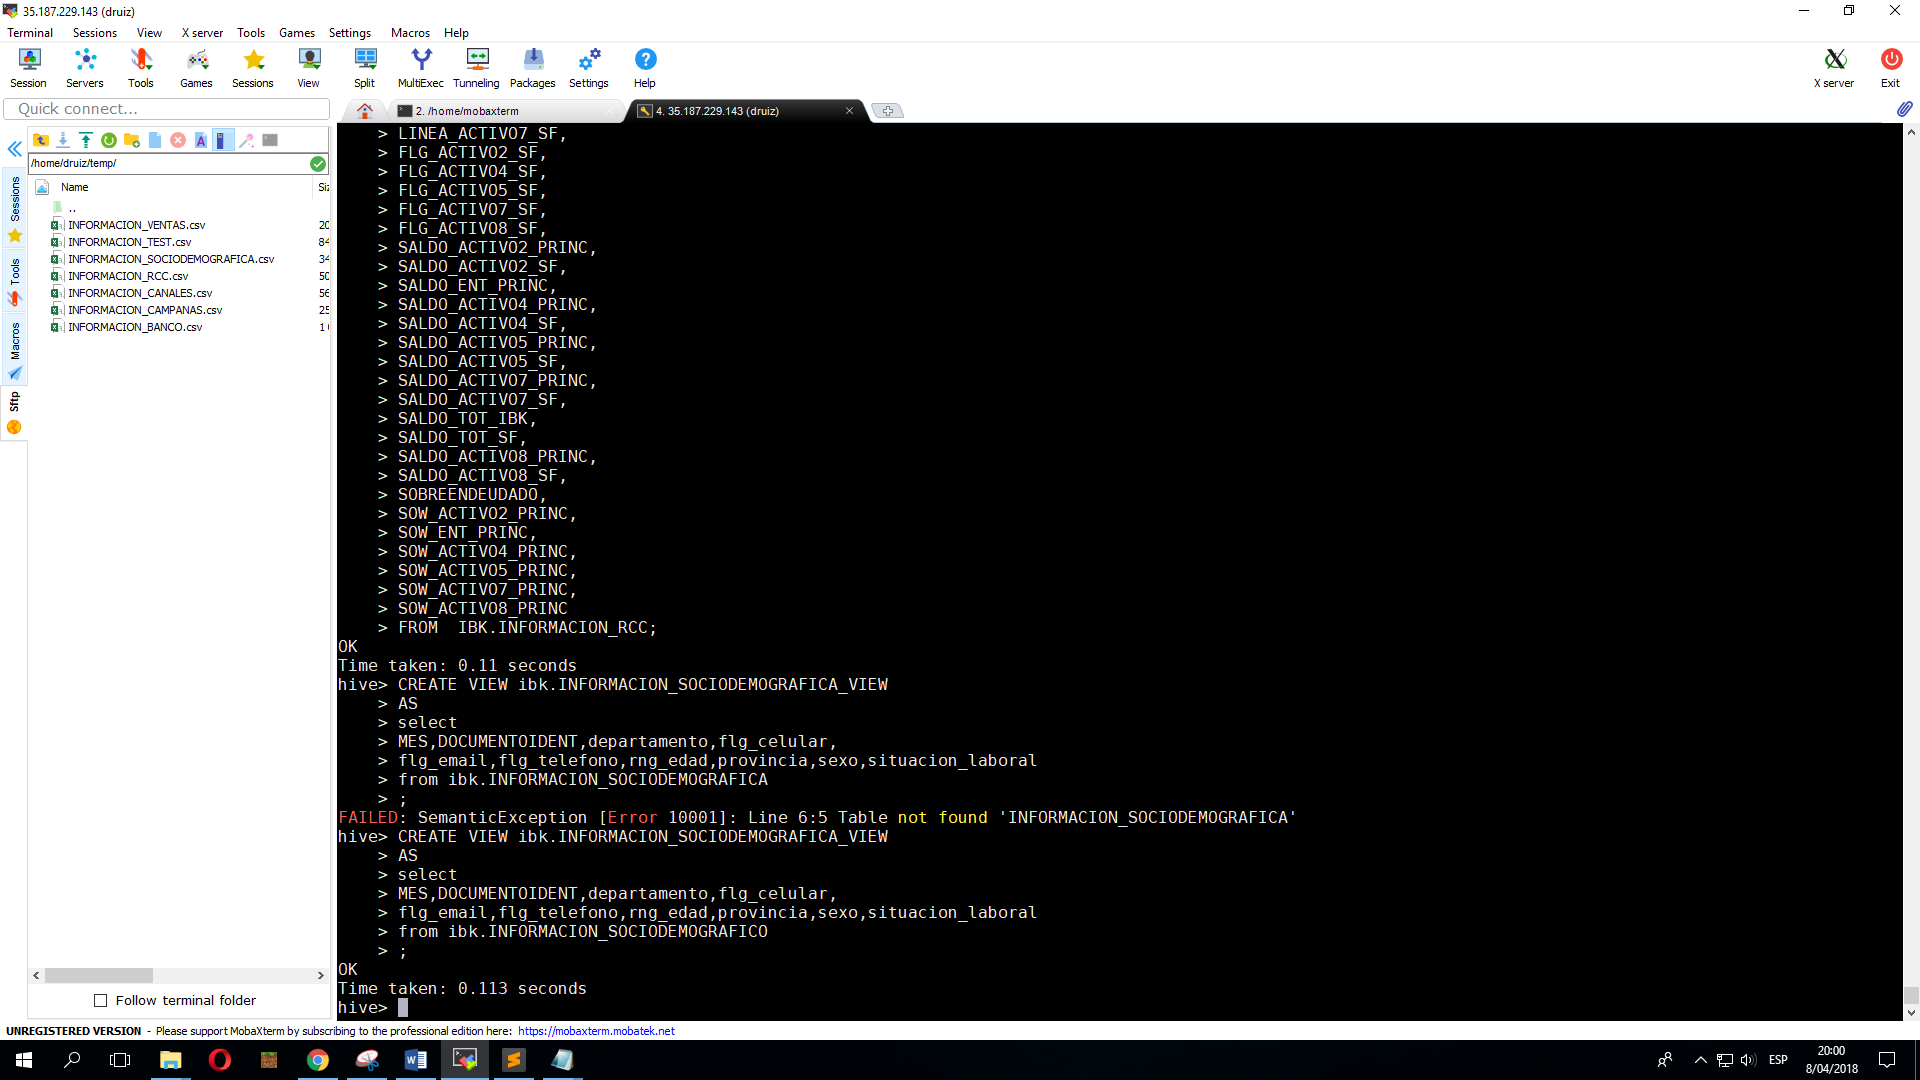 35.187.229.143 (druiz)
Terminal Sessions View X server Tools Games Settings Macros Help
Session Servers Tools Games Sessions View Split MultiExec Tunneling Packages Settings Help X server Exit
Quick connect...
2. /home/mobaxterm
4. 35.187.229.143 (druiz)
/home/druiz/temp/
Name
..
INFORMACION_VENTAS.csv 20
INFORMACION_TEST.csv 84
INFORMACION_SOCIODEMOGRAFICA.csv 34
INFORMACION_RCC.csv 50
INFORMACION_CANALES.csv 56
INFORMACION_CAMPANAS.csv 25
INFORMACION_BANCO.csv 1
Sessions
Tools
Macros
Sftp
Follow terminal folder
> LINEA_ACTIVO7_SF,
> FLG_ACTIVO2_SF,
> FLG_ACTIVO4_SF,
> FLG_ACTIVO5_SF,
> FLG_ACTIVO7_SF,
> FLG_ACTIVO8_SF,
> SALDO_ACTIVO2_PRINC,
> SALDO_ACTIVO2_SF,
> SALDO_ENT_PRINC,
> SALDO_ACTIVO4_PRINC,
> SALDO_ACTIVO4_SF,
> SALDO_ACTIVO5_PRINC,
> SALDO_ACTIVO5_SF,
> SALDO_ACTIVO7_PRINC,
> SALDO_ACTIVO7_SF,
> SALDO_TOT_IBK,
> SALDO_TOT_SF,
> SALDO_ACTIVO8_PRINC,
> SALDO_ACTIVO8_SF,
> SOBREENDEUDADO,
> SOW_ACTIVO2_PRINC,
> SOW_ENT_PRINC,
> SOW_ACTIVO4_PRINC,
> SOW_ACTIVO5_PRINC,
> SOW_ACTIVO7_PRINC,
> SOW_ACTIVO8_PRINC
> FROM  IBK.INFORMACION_RCC;
OK
Time taken: 0.11 seconds
hive> CREATE VIEW ibk.INFORMACION_SOCIODEMOGRAFICA_VIEW
> AS
> select
> MES,DOCUMENTOIDENT,departamento,flg_celular,
> flg_email,flg_telefono,rng_edad,provincia,sexo,situacion_laboral
> from ibk.INFORMACION_SOCIODEMOGRAFICA
> ;
FAILED: SemanticException [Error 10001]: Line 6:5 Table not found 'INFORMACION_SOCIODEMOGRAFICA'
hive> CREATE VIEW ibk.INFORMACION_SOCIODEMOGRAFICA_VIEW
> AS
> select
> MES,DOCUMENTOIDENT,departamento,flg_celular,
> flg_email,flg_telefono,rng_edad,provincia,sexo,situacion_laboral
> from ibk.INFORMACION_SOCIODEMOGRAFICO
> ;
OK
Time taken: 0.113 seconds
hive>
UNREGISTERED VERSION - Please support MobaXterm by subscribing to the professional edition here: https://mobaxterm.mobatek.net
ESP
20:00
8/04/2018